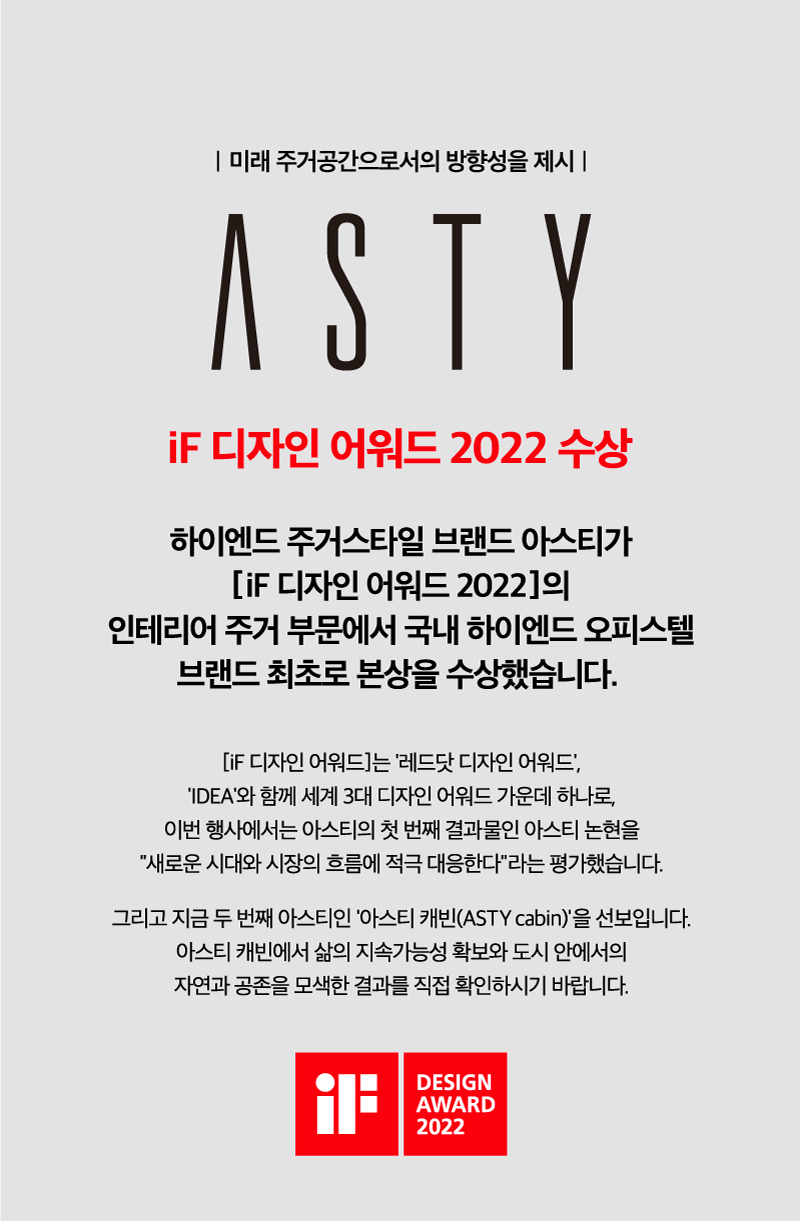 | 미래 주거공간으로서의 방향성을 제시 |
ASTY
iF 디자인 어워드 2022 수상
하이엔드 주거스타일 브랜드 아스티가
[iF 디자인 어워드 2022]의
인테리어 주거 부문에서 국내 하이엔드 오피스텔
브랜드 최초로 본상을 수상했습니다.
[iF 디자인 어워드]는 '레드닷 디자인 어워드',
'IDEA'와 함께 세계 3대 디자인 어워드 가운데 하나로,
이번 행사에서는 아스티의 첫 번째 결과물인 아스티 논현을
"새로운 시대와 시장의 흐름에 적극 대응한다"라는 평가했습니다.
그리고 지금 두 번째 아스티인 '아스티 캐빈(ASTY cabin)'을 선보입니다.
아스티 캐빈에서 삶의 지속가능성 확보와 도시 안에서의
자연과 공존을 모색한 결과를 직접 확인하시기 바랍니다.
iF
DESIGN
AWARD
2022